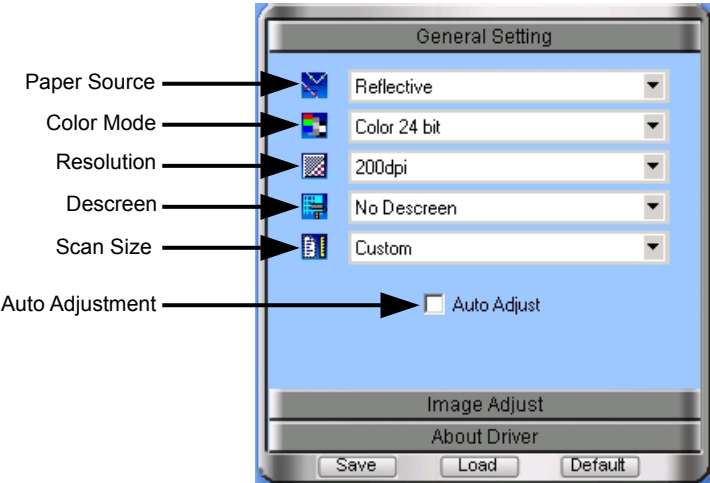 General Setting
Paper Source Reflective
Color Mode Color 24 bit
Resolution 200dpi
Descreen No Descreen
Scan Size Custom
Auto Adjustment Auto Adjust
Image Adjust
About Driver
Save Load Default